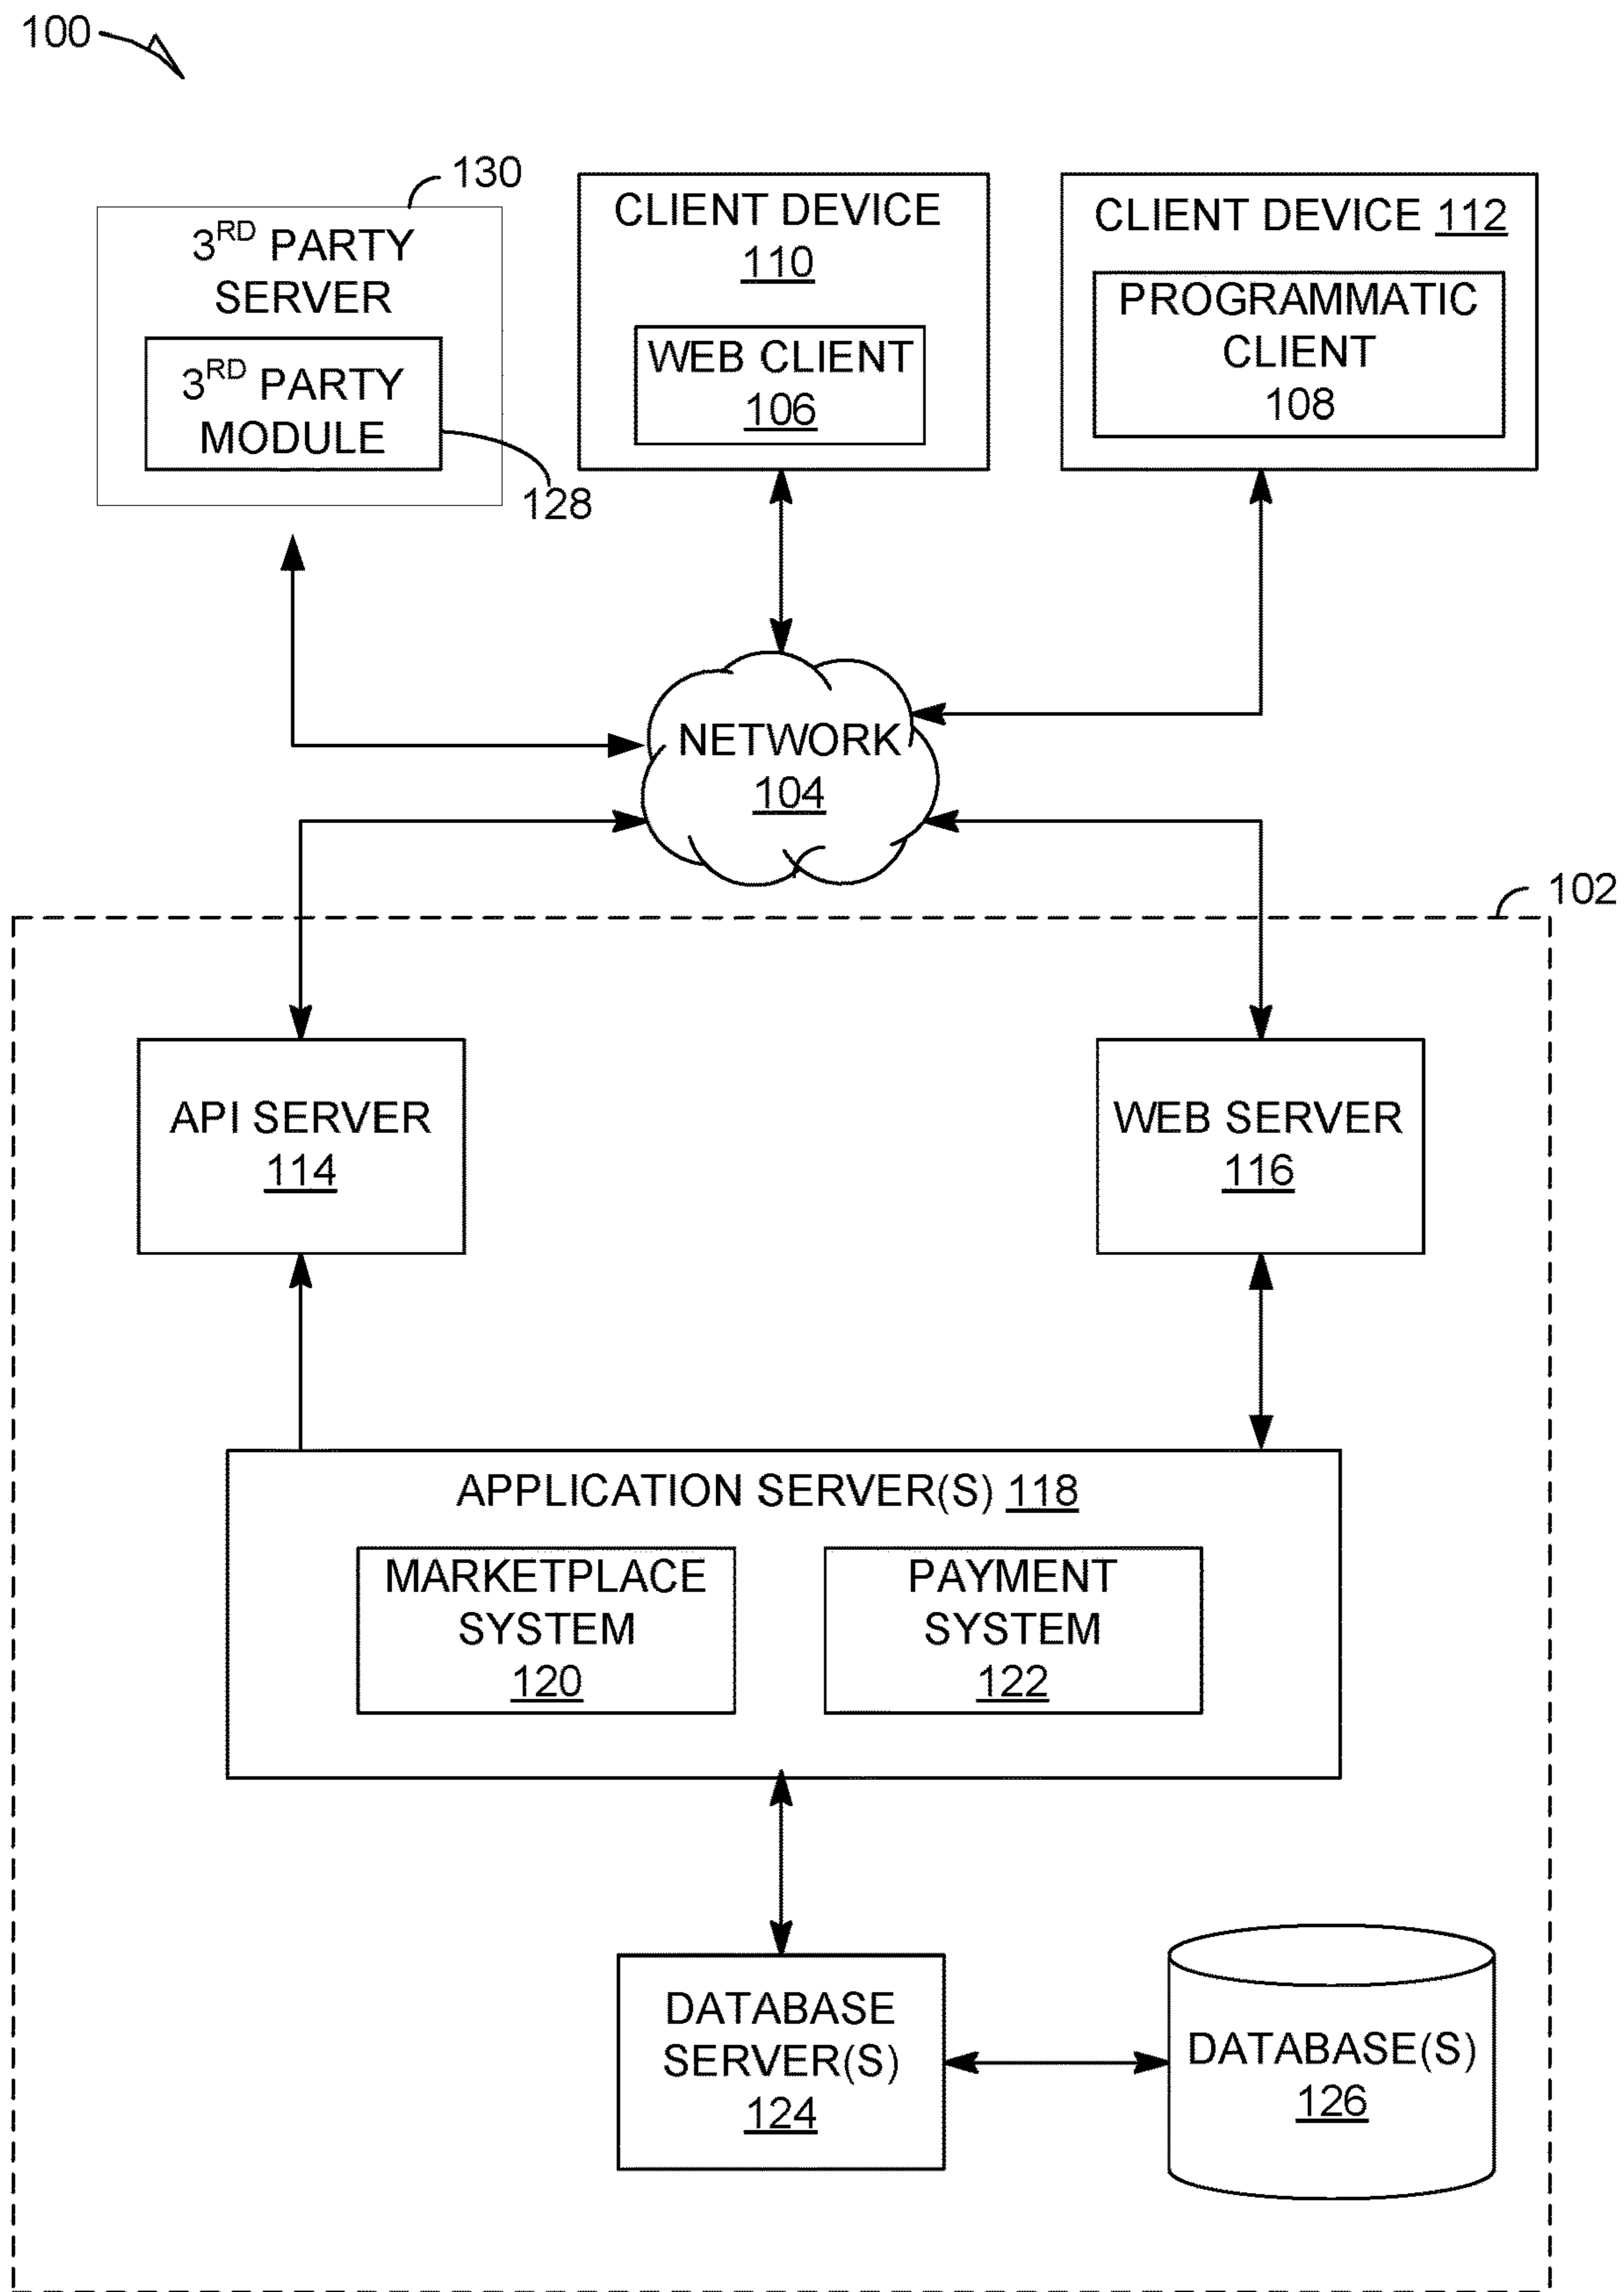 100
130
3RD PARTY
SERVER
3RD PARTY
MODULE
128
CLIENT DEVICE
110
WEB CLIENT
106
CLIENT DEVICE 112
PROGRAMMATIC
CLIENT
108
NETWORK
104
102
API SERVER
114
WEB SERVER
116
APPLICATION SERVER(S) 118
MARKETPLACE
SYSTEM
120
PAYMENT
SYSTEM
122
DATABASE
SERVER(S)
124
DATABASE(S)
126